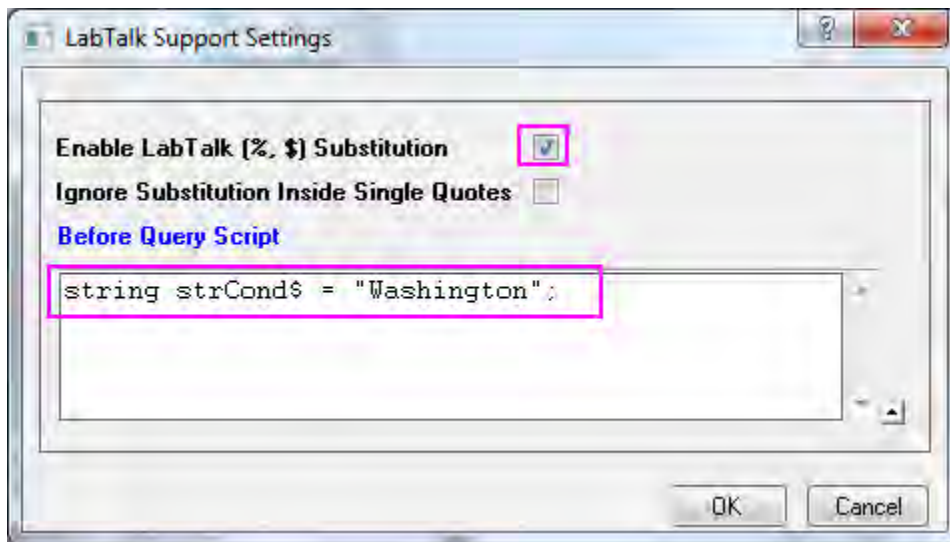 LabTalk Support Settings
Enable LabTalk (%, $) Substitution
Ignore Substitution Inside Single Quotes
Before Query Script
string strCond$ = "Washington";
OK
Cancel